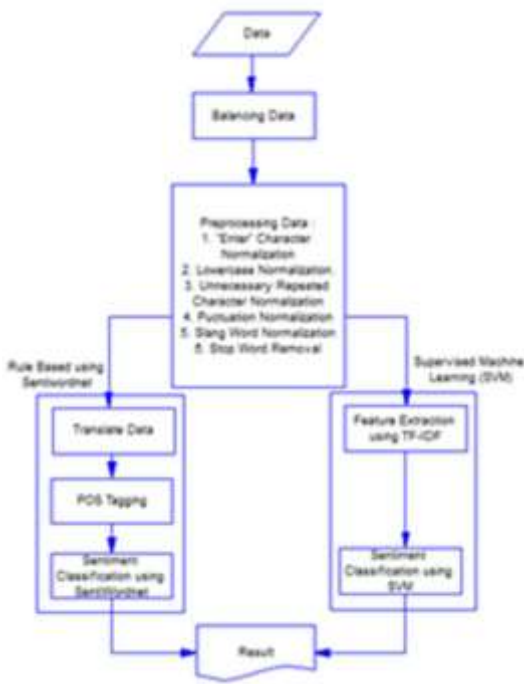 Data
Balancing Data
Preprocessing Data :
1. "Enter" Character
Normalization
2. Lowercase Normalization.
3. Unnecessary Repeated
Character Normalization
4. Puctuation Normalization
5. Slang Word Normalization
6. Stop Word Removal
Rule Based using
Sentiwordnet
Supervised Machine
Learning (SVM)
Translate Data
POS Tagging
Sentiment
Classification using
SentiWordnet
Feature Extraction
using TF-IDF
Sentiment
Classification using
SVM
Result